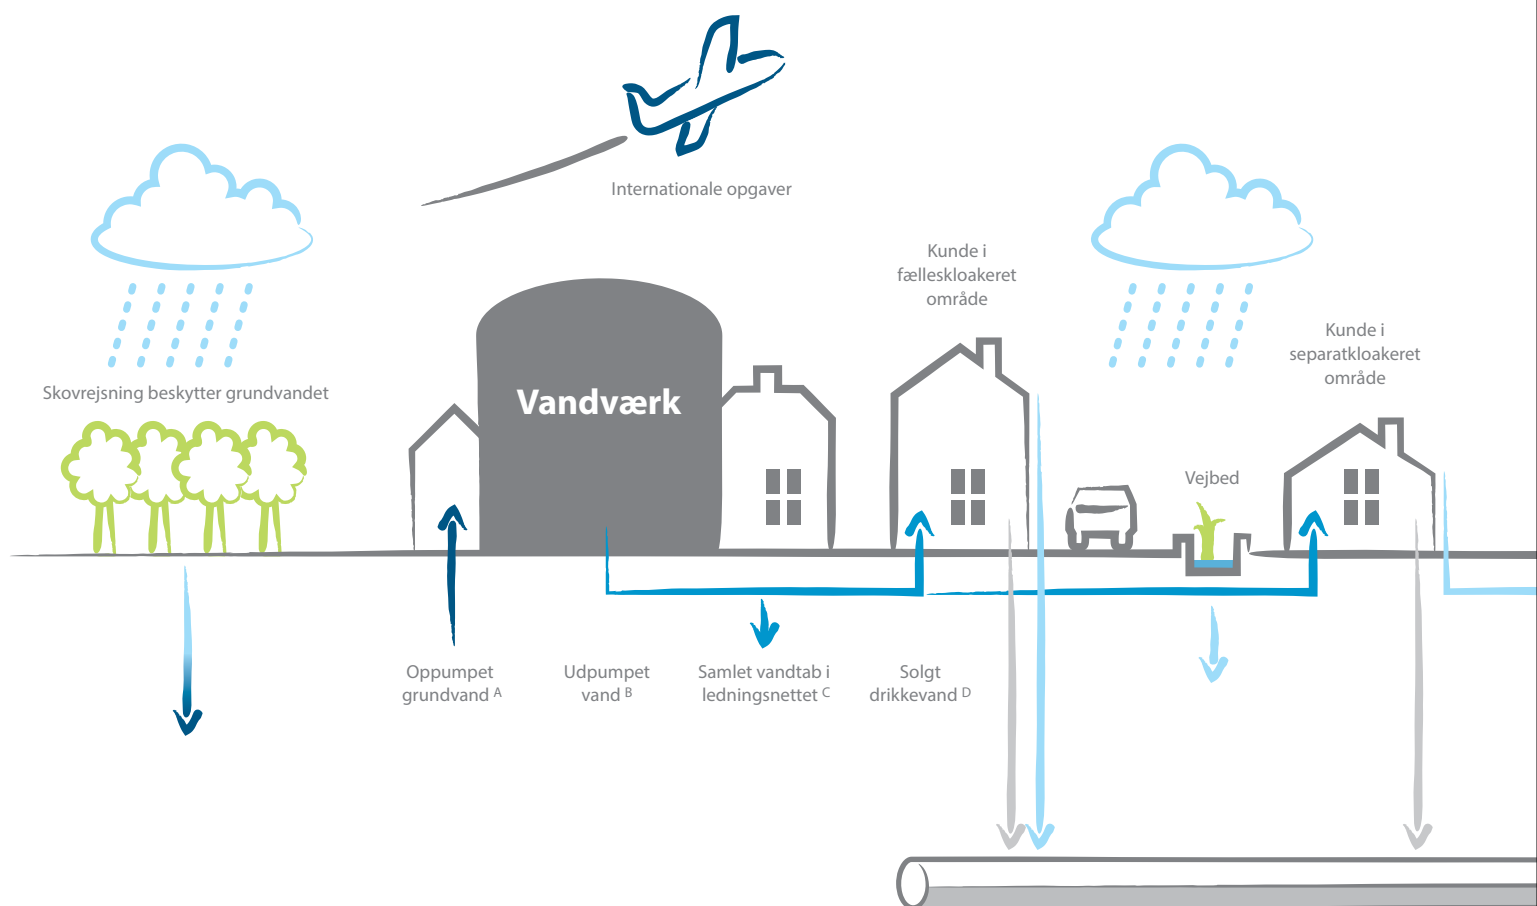 Internationale opgaver
Kunde i
fælleskloakeret
område
Kunde i
separatkloakeret
område
Skovrejsning beskytter grundvandet
Vandværk
Vejbed
Oppumpet
grundvand A
Udpumpet
vand B
Samlet vandtab i
ledningsnettet C
Solgt
drikkevand D